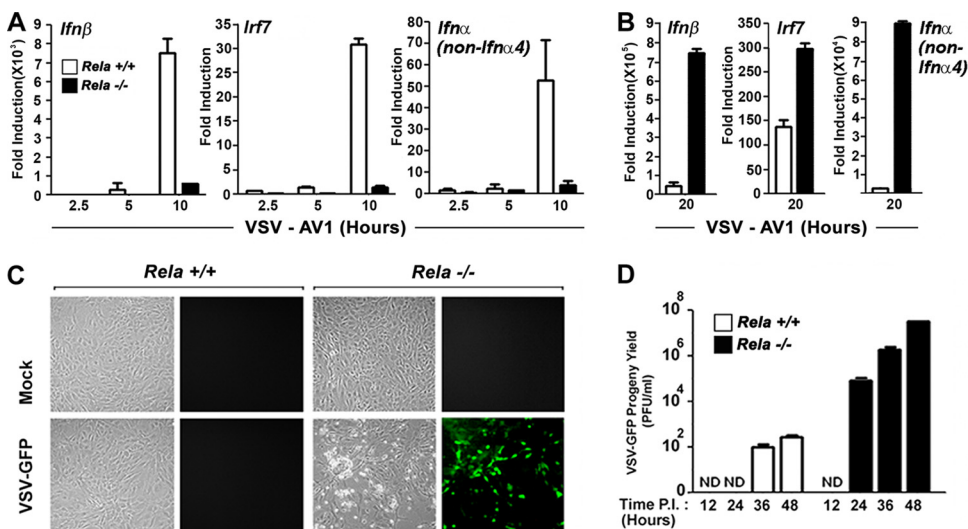 A
Ifnβ
Fold Induction(X10³)
9
8
7
6
5
4
3
2
1
0
Rela +/+
Rela -/-
2.5 5 10
Irf7
Fold Induction
35
30
25
20
15
10
5
0
2.5 5 10
Ifnα
(non-Ifnα4)
Fold Induction
80
70
60
50
40
30
20
10
0
2.5 5 10
VSV - AV1 (Hours)
B
Ifnβ
Fold Induction(X10⁵)
9
8
7
6
5
4
3
2
1
0
20
Irf7
Fold Induction
350
300
250
200
150
100
50
0
20
Ifnα
(non-
Ifnα4)
Fold Induction(X10⁴)
9
8
7
6
5
4
3
2
1
0
20
VSV - AV1 (Hours)
C
Rela +/+
Rela -/-
Mock
VSV-GFP
D
VSV-GFP Progeny Yield
(PFU/ml)
10⁸
10⁶
10⁴
10²
0
Rela +/+
Rela -/-
ND ND ND
Time P.I. : 12 24 36 48 12 24 36 48
(Hours)